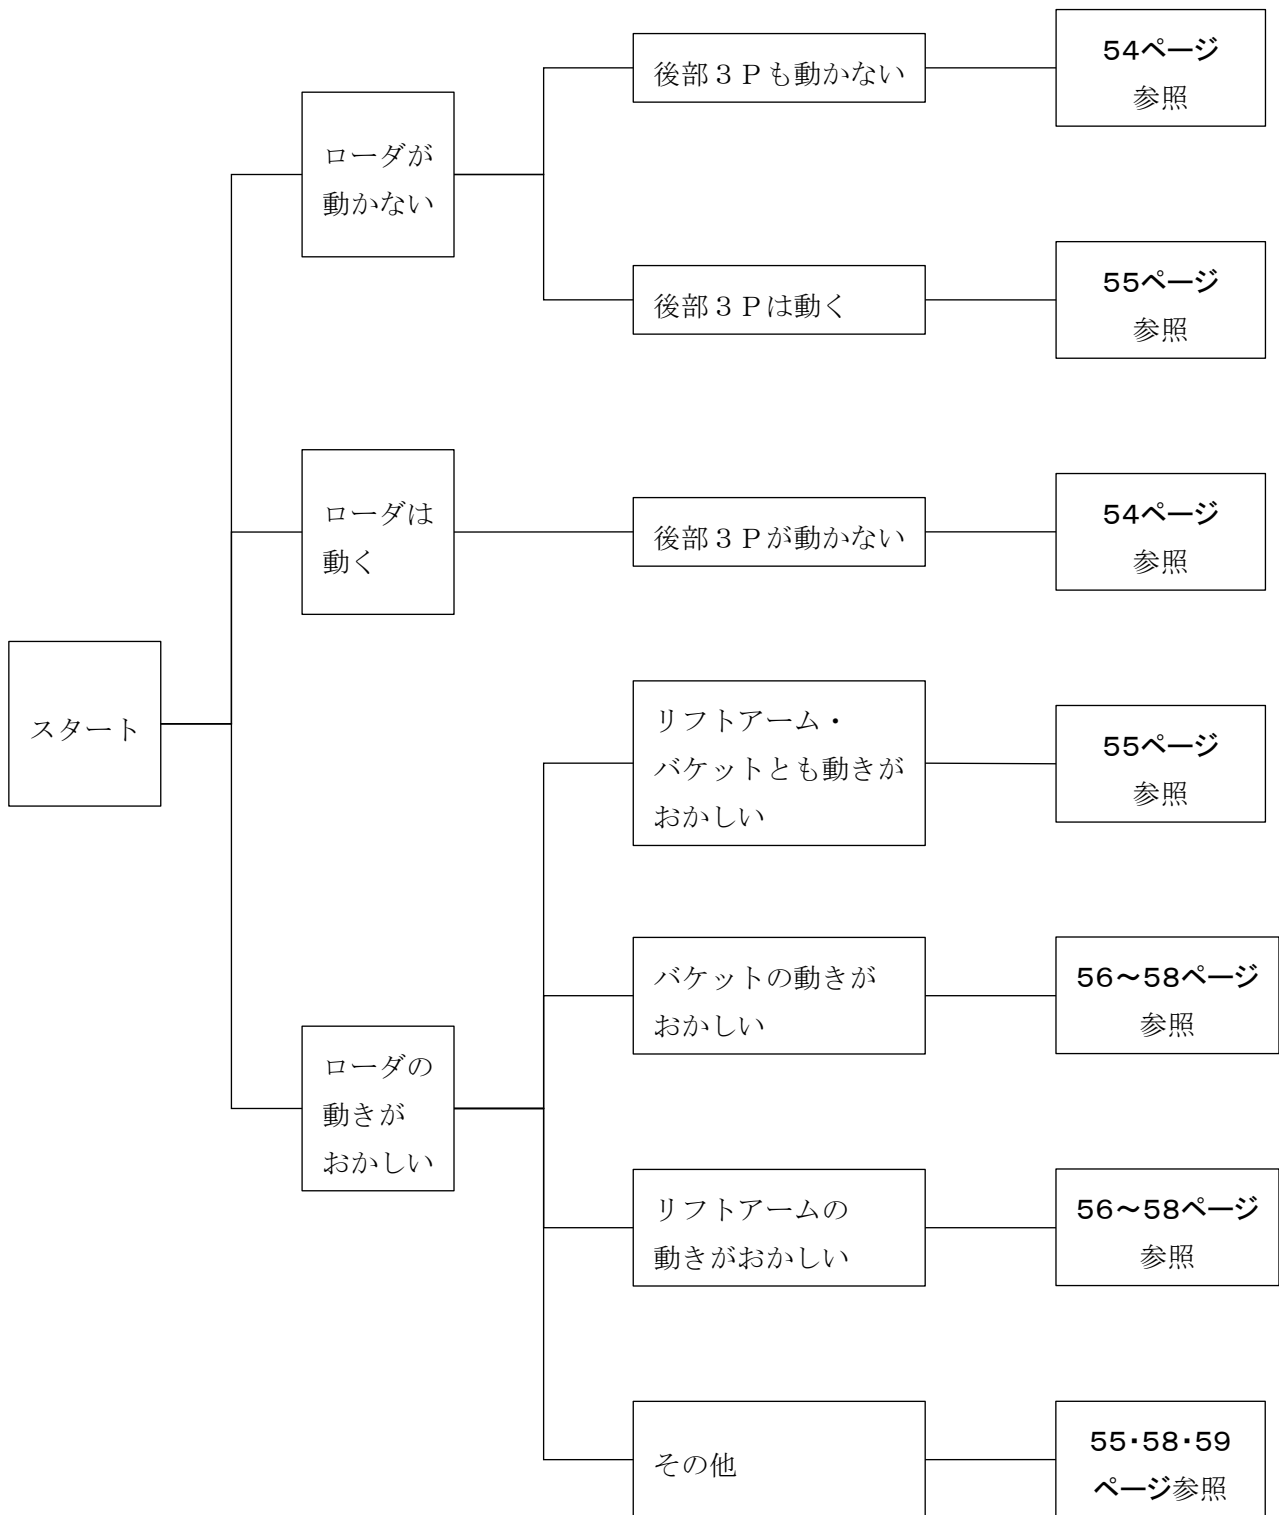 後部３Ｐも動かない
54ページ
参照
ローダが
動かない
後部３Ｐは動く
55ページ
参照
ローダは
動く
後部３Ｐが動かない
54ページ
参照
スタート
リフトアーム・
バケットとも動きが
おかしい
55ページ
参照
バケットの動きが
おかしい
56～58ページ
参照
ローダの
動きが
おかしい
リフトアームの
動きがおかしい
56～58ページ
参照
その他
55・58・59
ページ参照